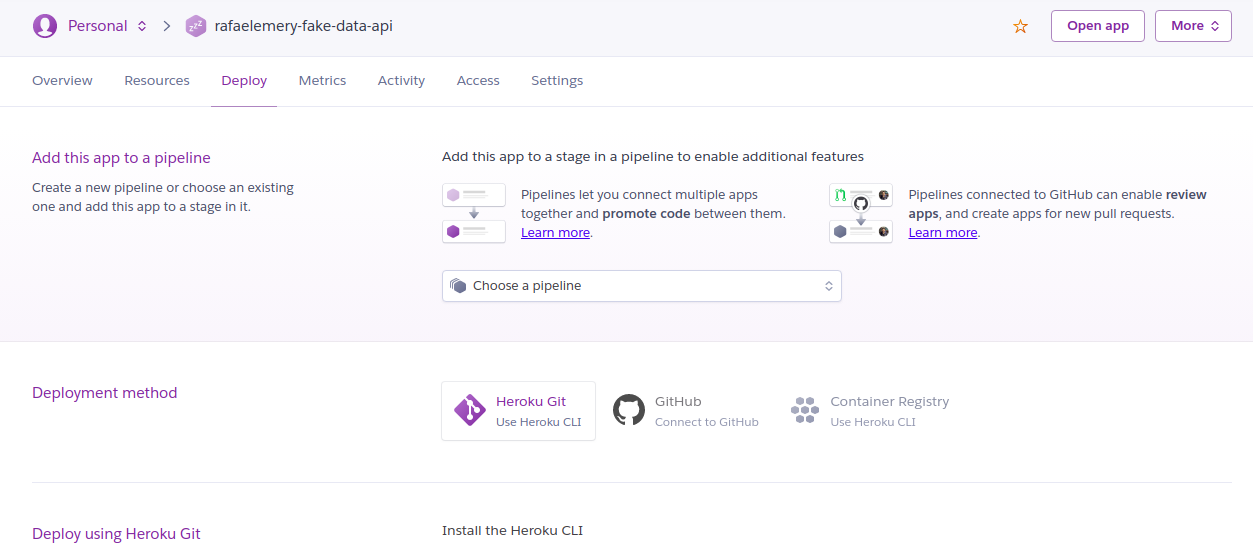 Personal rafaelemery-fake-data-api Open app More
Overview Resources Deploy Metrics Activity Access Settings
Add this app to a pipeline
Create a new pipeline or choose an existing
one and add this app to a stage in it.
Add this app to a stage in a pipeline to enable additional features
Pipelines let you connect multiple apps
together and promote code between them.
Learn more.
Pipelines connected to GitHub can enable review
apps, and create apps for new pull requests.
Learn more.
Choose a pipeline
Deployment method
Heroku Git
Use Heroku CLI
GitHub
Connect to GitHub
Container Registry
Use Heroku CLI
Deploy using Heroku Git
Install the Heroku CLI